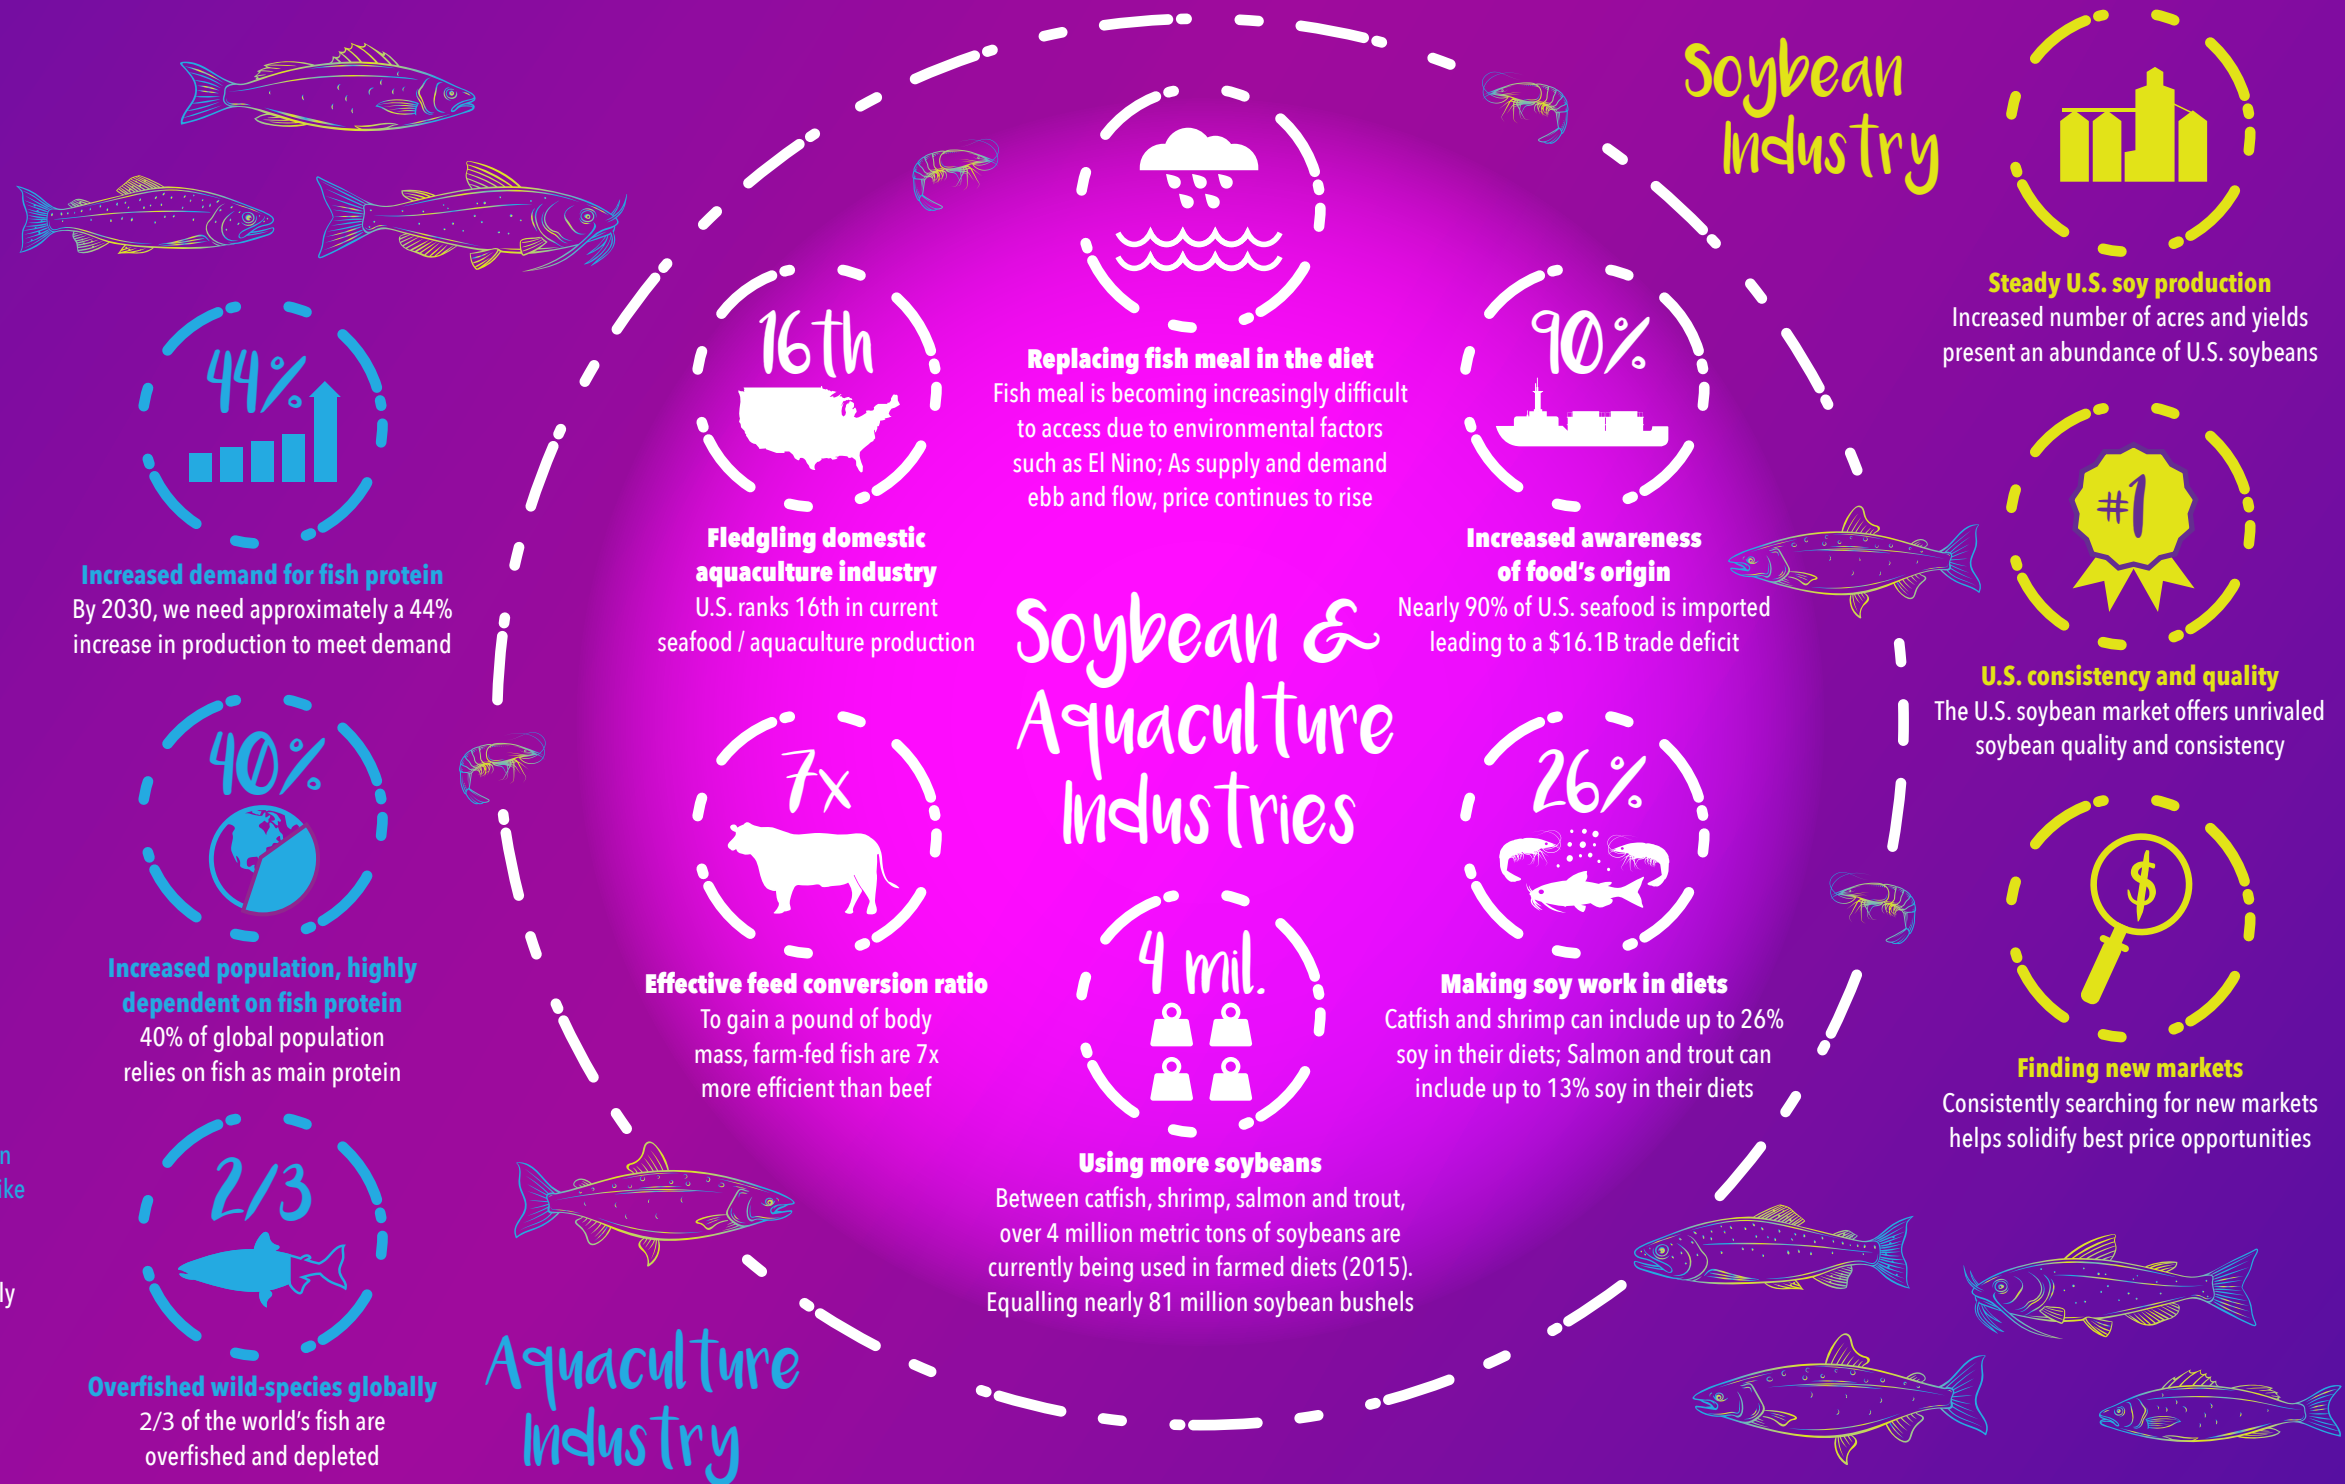 44%
Increased demand for fish protein
By 2030, we need approximately a 44%
increase in production to meet demand
40%
Increased population, highly
dependent on fish protein
40% of global population
relies on fish as main protein
2/3
Overfished wild-species globally
2/3 of the world's fish are
overfished and depleted
Aquaculture
Industry
16th
Fledgling domestic
aquaculture industry
U.S. ranks 16th in current
seafood / aquaculture production
7x
Effective feed conversion ratio
To gain a pound of body
mass, farm-fed fish are 7x
more efficient than beef
Replacing fish meal in the diet
Fish meal is becoming increasingly difficult
to access due to environmental factors
such as El Nino; As supply and demand
ebb and flow, price continues to rise
Soybean &
Aquaculture
Industries
4 mil.
Using more soybeans
Between catfish, shrimp, salmon and trout,
over 4 million metric tons of soybeans are
currently being used in farmed diets (2015).
Equalling nearly 81 million soybean bushels
90%
Increased awareness
of food's origin
Nearly 90% of U.S. seafood is imported
leading to a $16.1B trade deficit
26%
Making soy work in diets
Catfish and shrimp can include up to 26%
soy in their diets; Salmon and trout can
include up to 13% soy in their diets
Soybean
Industry
Steady U.S. soy production
Increased number of acres and yields
present an abundance of U.S. soybeans
#1
U.S. consistency and quality
The U.S. soybean market offers unrivaled
soybean quality and consistency
$
Finding new markets
Consistently searching for new markets
helps solidify best price opportunities